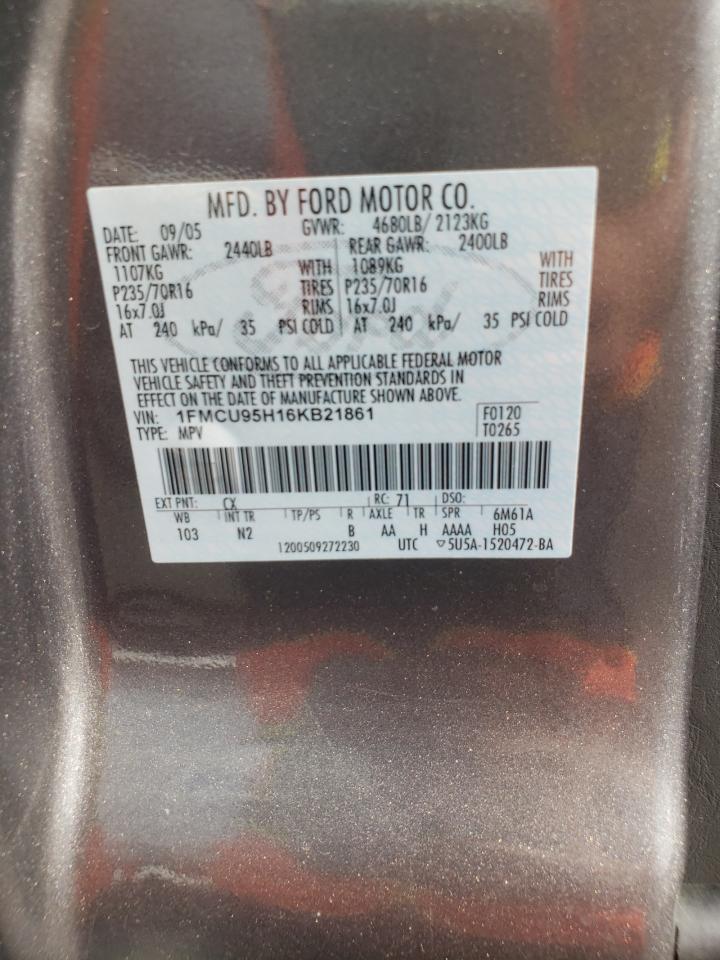 MFD. BY FORD MOTOR CO.
DATE: 09/05 GVWR: 4680LB/ 2123KG
FRONT GAWR: 2440LB REAR GAWR: 2400LB
1107KG WITH 1089KG WITH
P235/70R16 TIRES P235/70R16 TIRES
16x7.0J RIMS 16x7.0J RIMS
AT 240 kPa/ 35 PSI COLD AT 240 kPa/ 35 PSI COLD
Ford
THIS VEHICLE CONFORMS TO ALL APPLICABLE FEDERAL MOTOR
VEHICLE SAFETY AND THEFT PREVENTION STANDARDS IN
EFFECT ON THE DATE OF MANUFACTURE SHOWN ABOVE.
VIN: 1FMCU95H16KB21861 F0120
TYPE: MPV T0265
EXT PNT: CX RC: 71 DSO:
WB INT TR TP/PS R AXLE TR SPR 6M61A
103 N2 B AA H AAAA H05
1200509272230 UTC ▽5U5A-1520472-BA